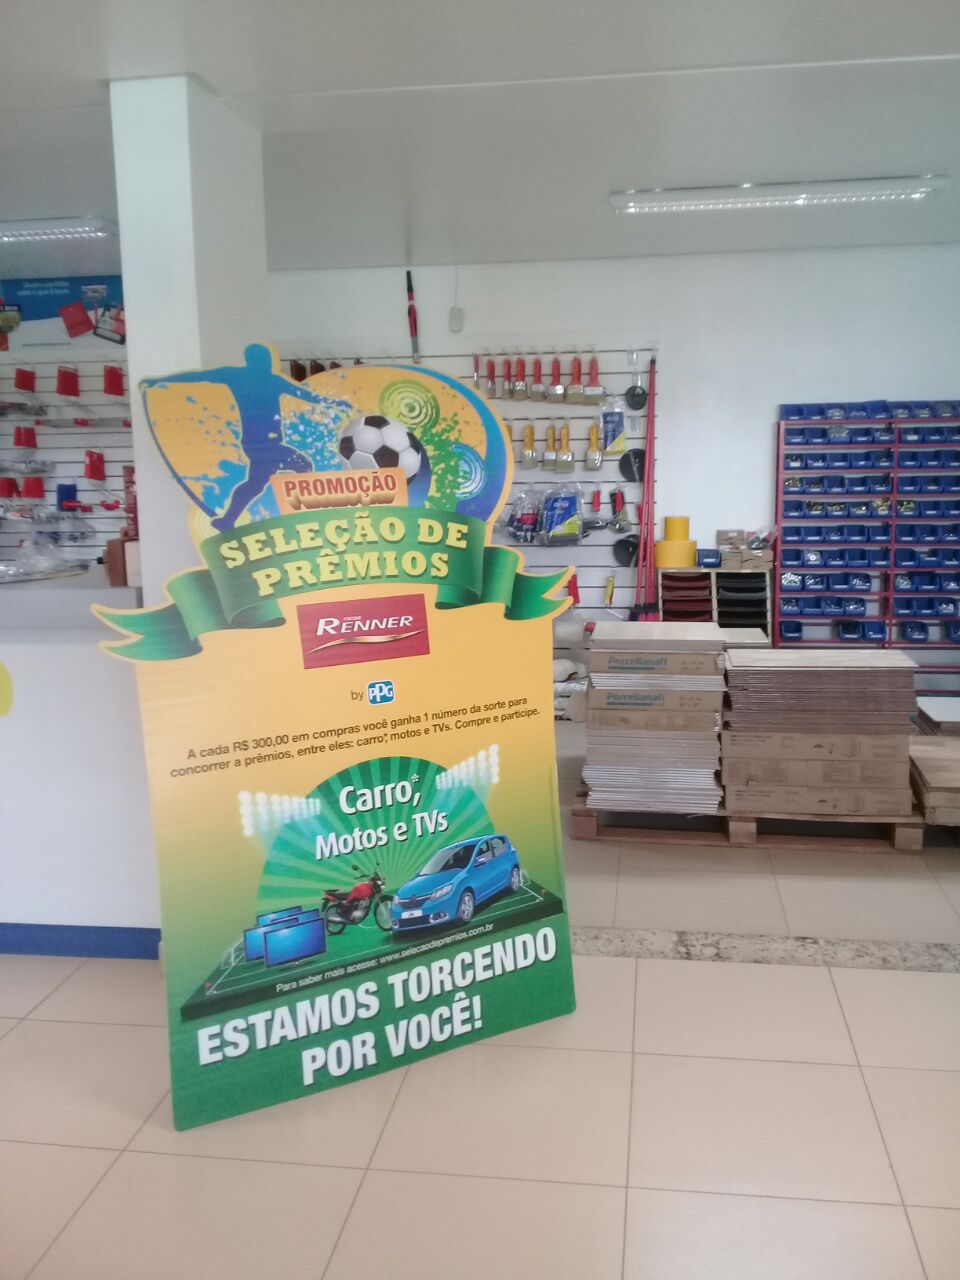 PROMOÇÃO
SELEÇÃO DE
PRÊMIOS
TINTAS
RENNER
by PPG
A cada R$ 300,00 em compras você ganha 1 número da sorte para
concorrer a prêmios, entre eles: carro*, motos e TVs. Compre e participe.
Carro*,
Motos e TVs
Para saber mais acesse: www.selecaodepremios.com.br
ESTAMOS TORCENDO
POR VOCÊ!
Porcellanati
Porcellanati